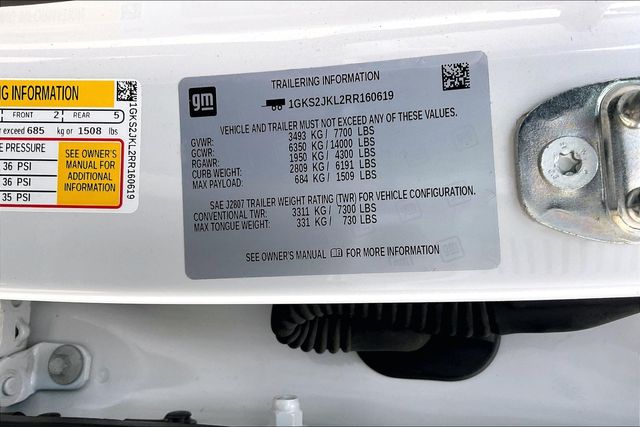 NG INFORMATION
FRONT 2 REAR 5
r exceed 685 kg or 1508 lbs
E PRESSURE
36 PSI
36 PSI
35 PSI
SEE OWNER'S
MANUAL FOR
ADDITIONAL
INFORMATION
1GKS2JKL2RR160619
gm
TRAILERING INFORMATION
1GKS2JKL2RR160619
VEHICLE AND TRAILER MUST NOT EXCEED ANY OF THESE VALUES.
GVWR: 3493 KG / 7700 LBS
GCWR: 6350 KG / 14000 LBS
RGAWR: 1950 KG / 4300 LBS
CURB WEIGHT: 2809 KG / 6191 LBS
MAX PAYLOAD: 684 KG / 1509 LBS
SAE J2807 TRAILER WEIGHT RATING (TWR) FOR VEHICLE CONFIGURATION.
CONVENTIONAL TWR: 3311 KG / 7300 LBS
MAX TONGUE WEIGHT: 331 KG / 730 LBS
SEE OWNER'S MANUAL FOR MORE INFORMATION